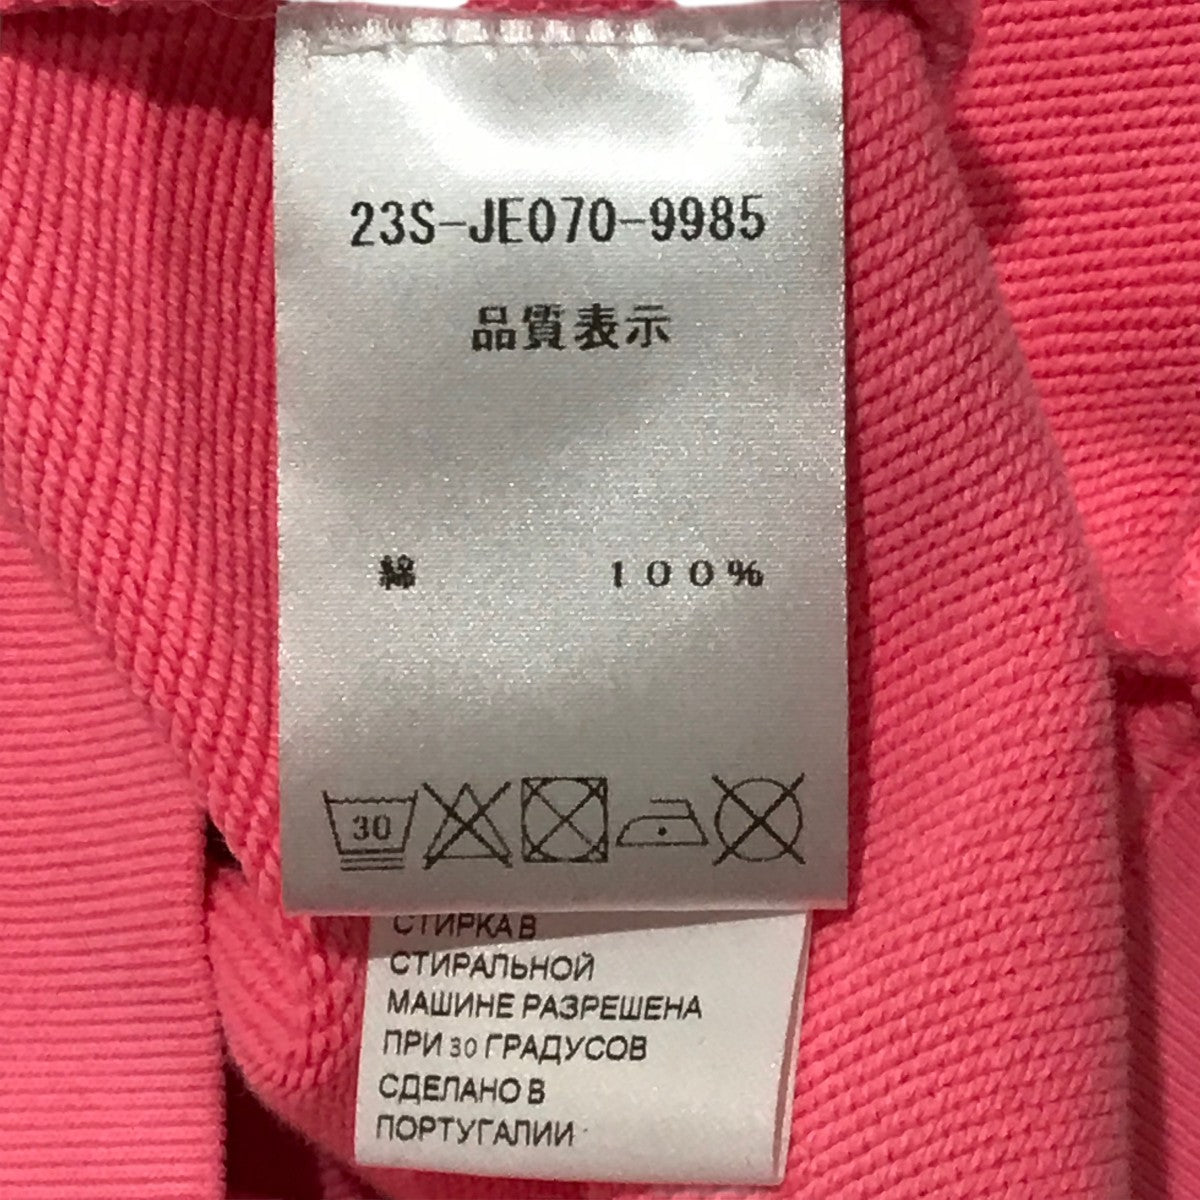 23S-JE070-9985
品質表示
綿 100%
30
СТИРКА В
СТИРАЛЬНОЙ
МАШИНЕ РАЗРЕШЕНА
ПРИ 30 ГРАДУСОВ
СДЕЛАНО В
ПОРТУГАЛИИ